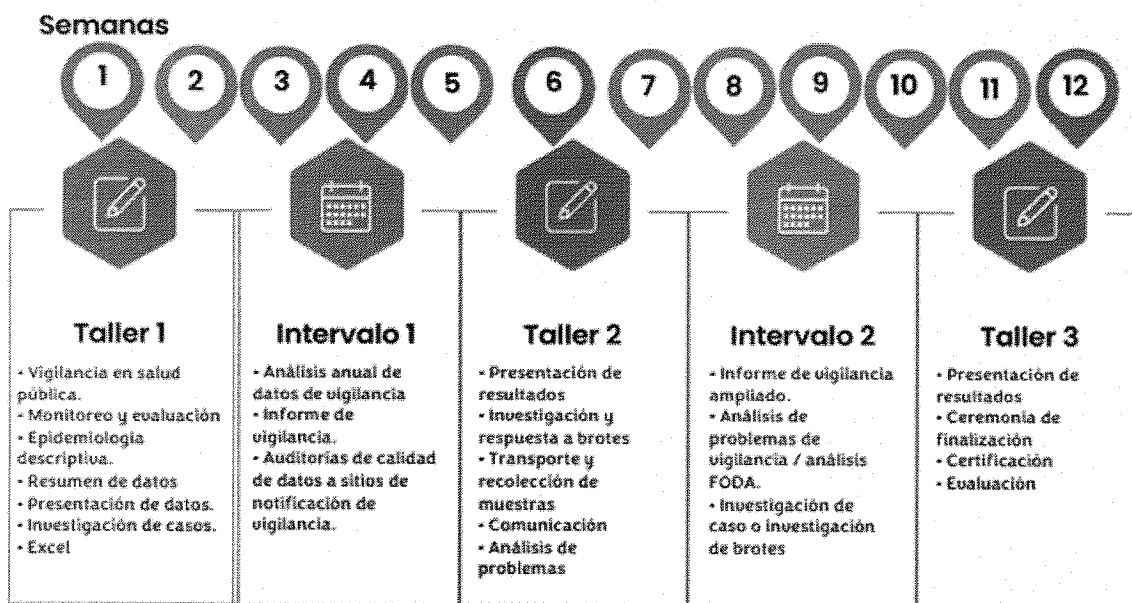 Semanas
1 2 3 4 5 6 7 8 9 10 11 12
Taller 1
- Vigilancia en salud
pública.
- Monitoreo y evaluación
- Epidemiologia
descriptiva.
- Resumen de datos
- Presentación de datos.
- Investigación de casos.
- Excel
Intervalo 1
- Análisis anual de
datos de vigilancia
- Informe de
vigilancia.
- Auditorías de calidad
de datos a sitios de
notificación de
vigilancia.
Taller 2
- Presentación de
resultados
- Investigación y
respuesta a brotes
- Transporte y
recolección de
muestras
- Comunicación
- Análisis de
problemas
Intervalo 2
- Informe de vigilancia
ampliado.
- Análisis de
problemas de
vigilancia / análisis
FODA.
- Investigación de
caso o investigación
de brotes
Taller 3
- Presentación de
resultados
- Ceremonia de
finalización
- Certificación
- Evaluación